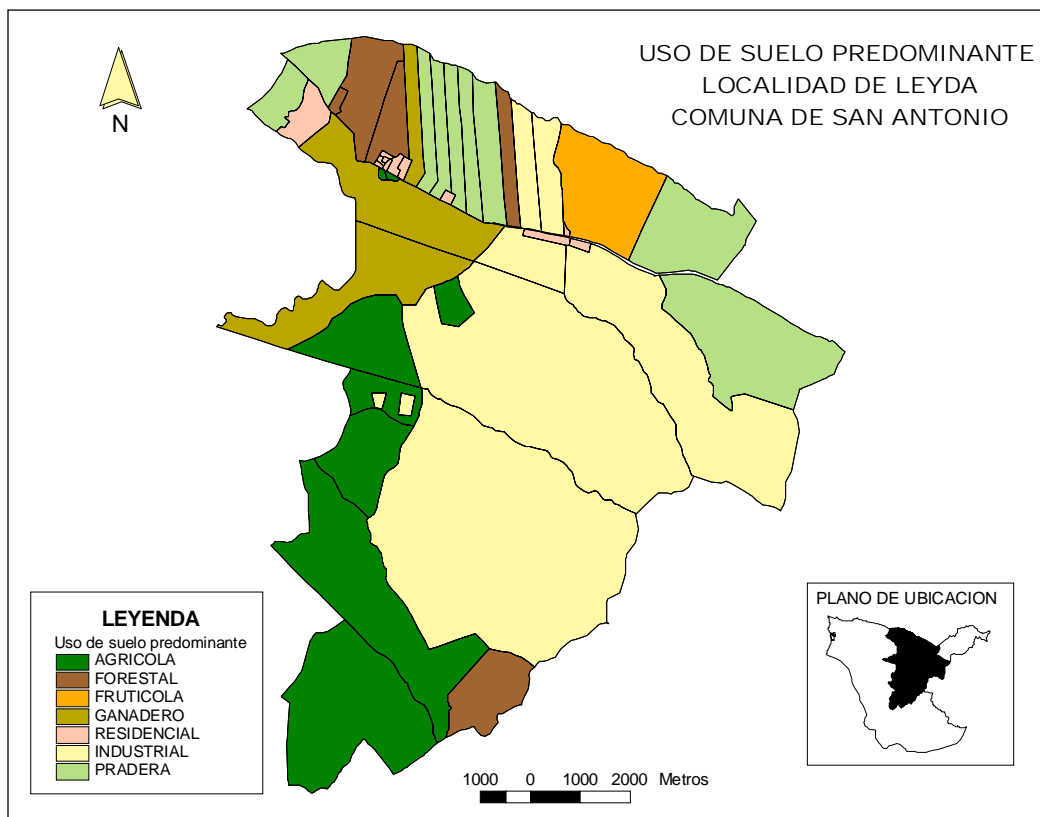 USO DE SUELO PREDOMINANTE
LOCALIDAD DE LEYDA
COMUNA DE SAN ANTONIO
N
LEYENDA
Uso de suelo predominante
AGRICOLA
FORESTAL
FRUTICOLA
GANADERO
RESIDENCIAL
INDUSTRIAL
PRADERA
PLANO DE UBICACION
1000 0 1000 2000 Metros